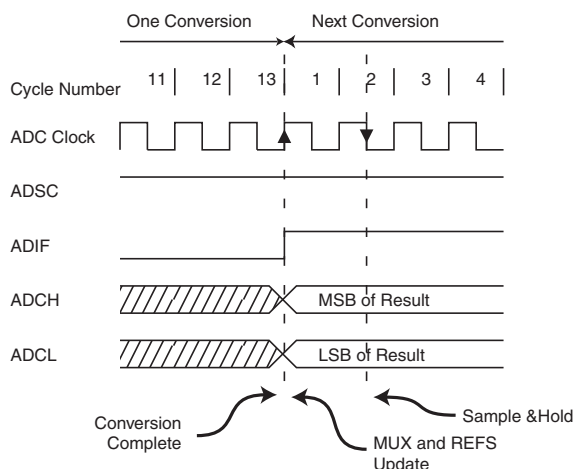 One Conversion Next Conversion
Cycle Number 11 12 13 1 2 3 4
ADC Clock
ADSC
ADIF
ADCH MSB of Result
ADCL LSB of Result
Conversion
Complete
MUX and REFS
Update
Sample &Hold